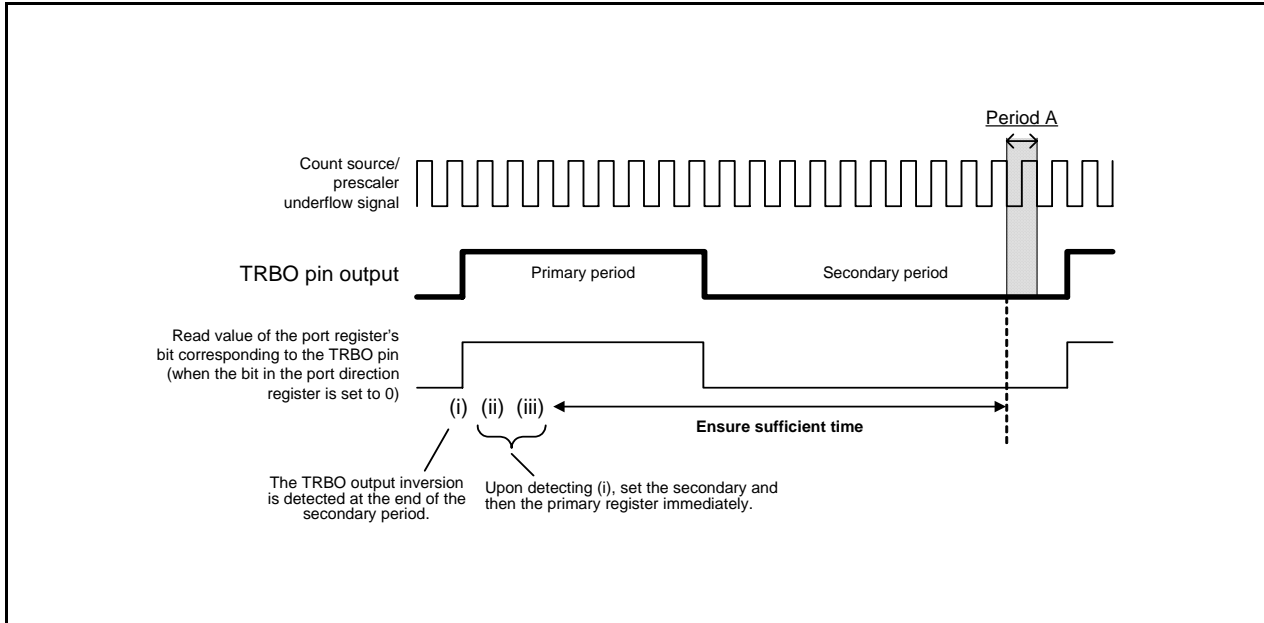 Period A
Count source/
prescaler
underflow signal
TRBO pin output
Primary period
Secondary period
Read value of the port register's
bit corresponding to the TRBO pin
(when the bit in the port direction
register is set to 0)
(i) (ii) (iii)
Ensure sufficient time
The TRBO output inversion
is detected at the end of the
secondary period.
Upon detecting (i), set the secondary and
then the primary register immediately.